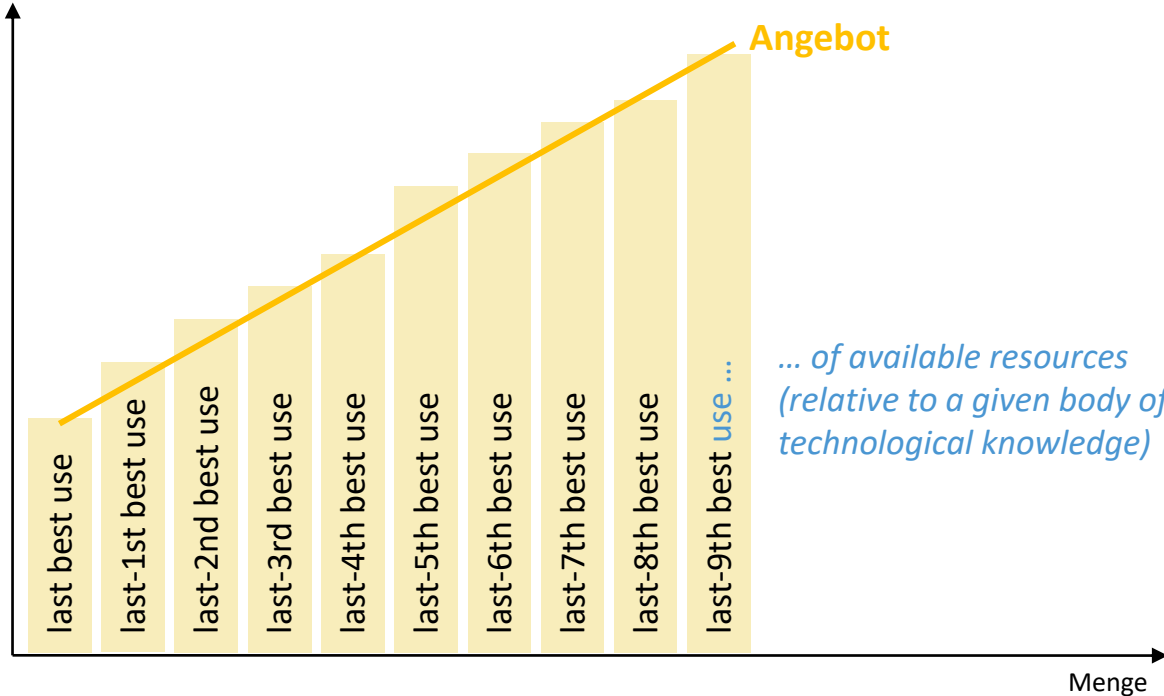 Angebot
last best use
last-1st best use
last-2nd best use
last-3rd best use
last-4th best use
last-5th best use
last-6th best use
last-7th best use
last-8th best use
last-9th best use ...
... of available resources
(relative to a given body of
technological knowledge)
Menge